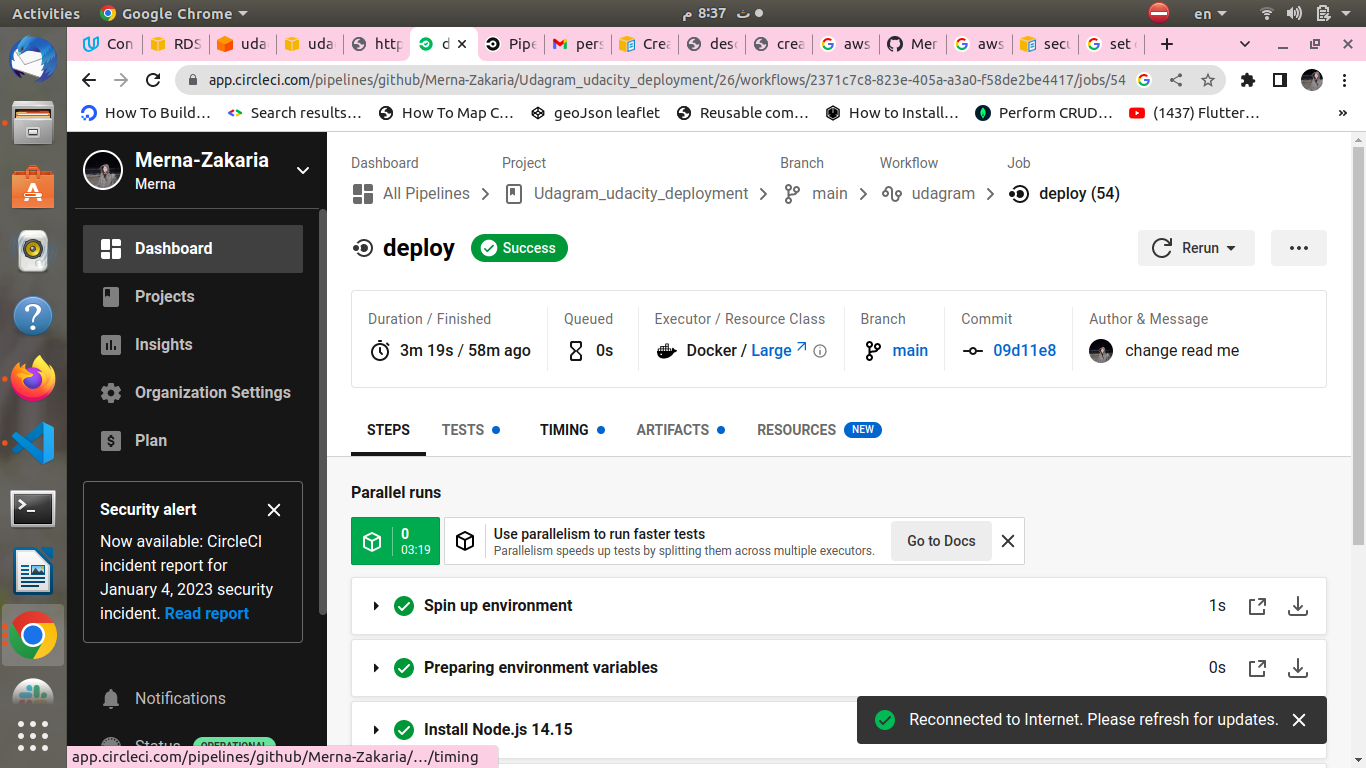 Activities
Google Chrome
م 8:37 ث
en
Con
RDS
uda
uda
http
d
Pipe
pers
Crea
desc
crea
aws
Mer
aws
secu
set
app.circleci.com/pipelines/github/Merna-Zakaria/Udagram_udacity_deployment/26/workflows/2371c7c8-823e-405a-a3a0-f58de2be4417/jobs/54
How To Build…
Search results…
How To Map C…
geoJson leaflet
Reusable com…
How to Install…
Perform CRUD…
(1437) Flutter…
»
Merna-Zakaria
Merna
Dashboard
Projects
Insights
Organization Settings
Plan
Security alert
Now available: CircleCI
incident report for
January 4, 2023 security
incident. Read report
Notifications
Status OPERATIONAL
Dashboard
Project
Branch
Workflow
Job
All Pipelines
Udagram_udacity_deployment
main
udagram
deploy (54)
deploy
Success
Rerun
Duration / Finished
3m 19s / 58m ago
Queued
0s
Executor / Resource Class
Docker / Large
Branch
main
Commit
09d11e8
Author & Message
change read me
STEPS
TESTS
TIMING
ARTIFACTS
RESOURCES
NEW
Parallel runs
0
03:19
Use parallelism to run faster tests
Parallelism speeds up tests by splitting them across multiple executors.
Go to Docs
Spin up environment
1s
Preparing environment variables
0s
Install Node.js 14.15
Reconnected to Internet. Please refresh for updates.
app.circleci.com/pipelines/github/Merna-Zakaria/…/timing